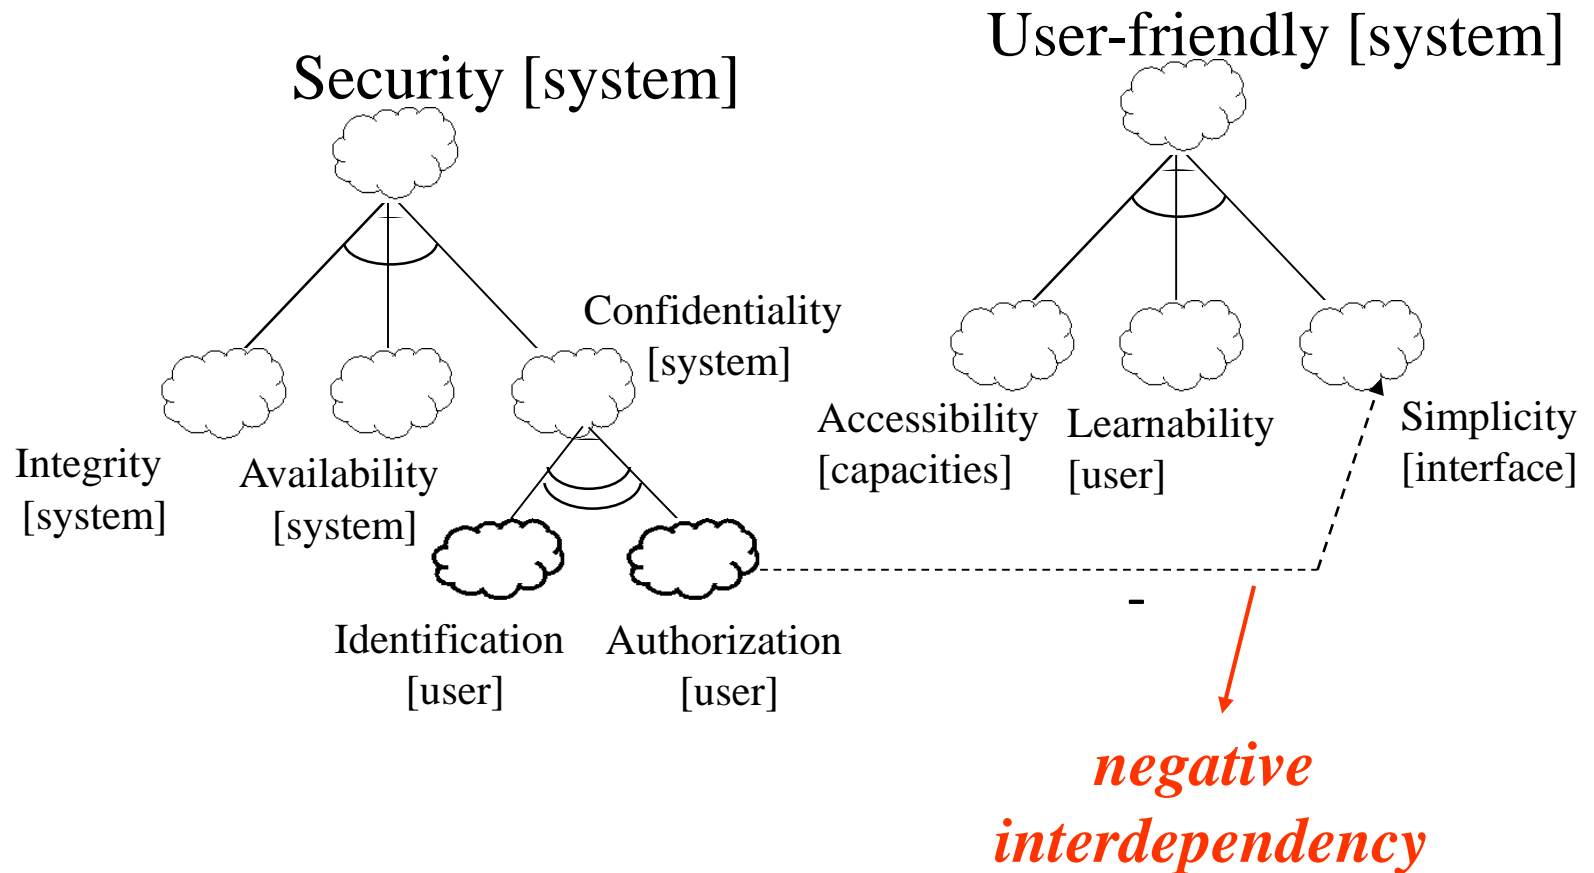 User-friendly [system]
Security [system]
Confidentiality
[system]
Accessibility
[capacities]
Learnability
[user]
Simplicity
[interface]
Integrity
[system]
Availability
[system]
Identification
[user]
Authorization
[user]
-
negative
interdependency